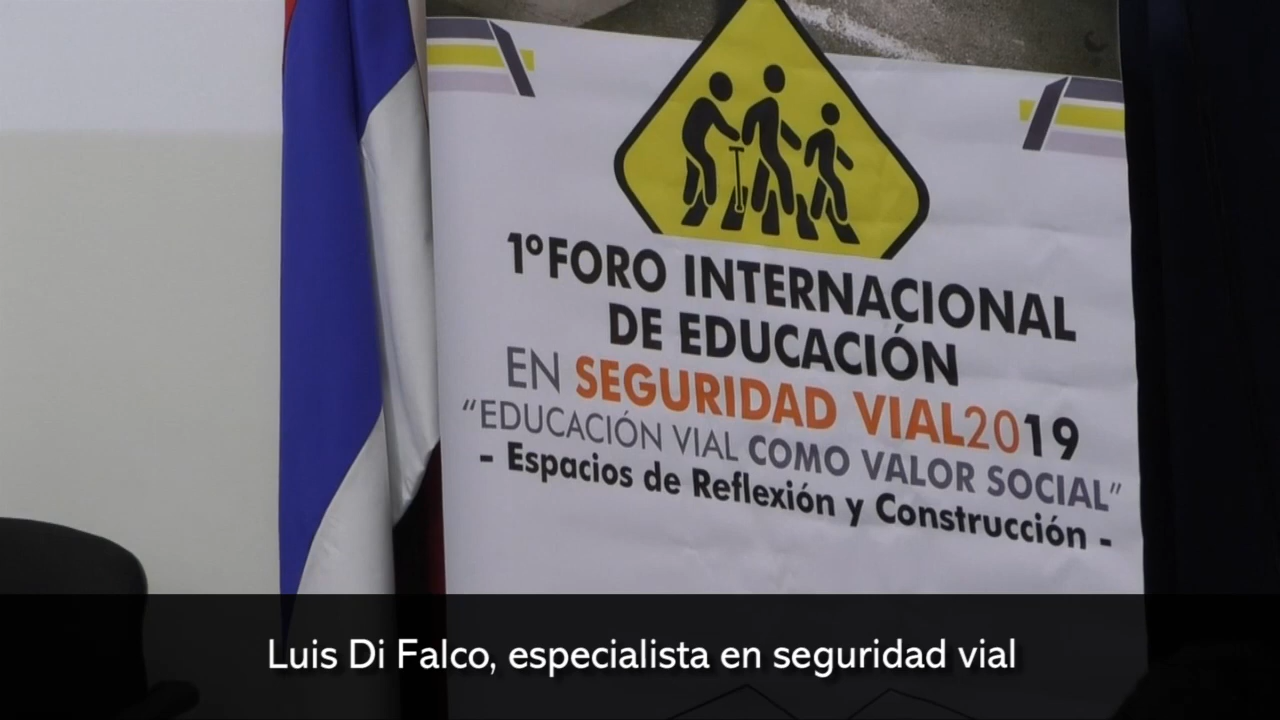 1º FORO INTERNACIONAL
DE EDUCACIÓN
EN SEGURIDAD VIAL2019
“EDUCACIÓN VIAL COMO VALOR SOCIAL”
- Espacios de Reflexión y Construcción -
Luis Di Falco, especialista en seguridad vial